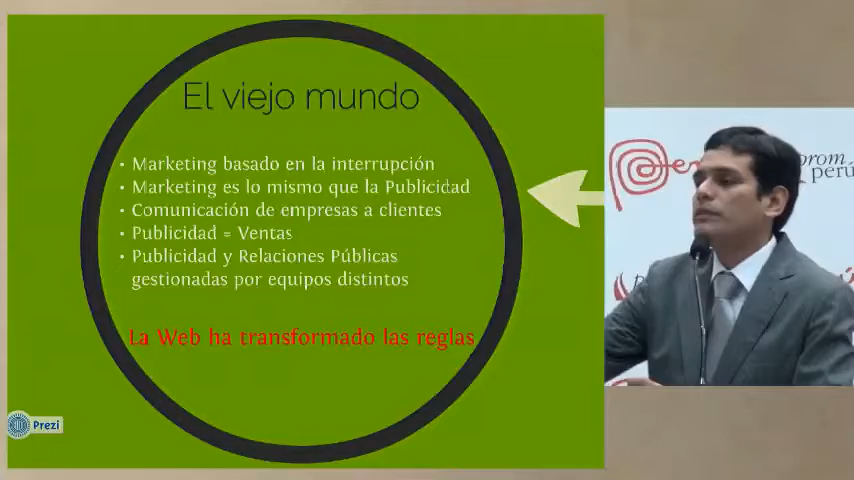 El viejo mundo
• Marketing basado en la interrupción
• Marketing es lo mismo que la Publicidad
• Comunicación de empresas a clientes
• Publicidad = Ventas
• Publicidad y Relaciones Públicas
gestionadas por equipos distintos
La Web ha transformado las reglas
Prezi
prom
perú